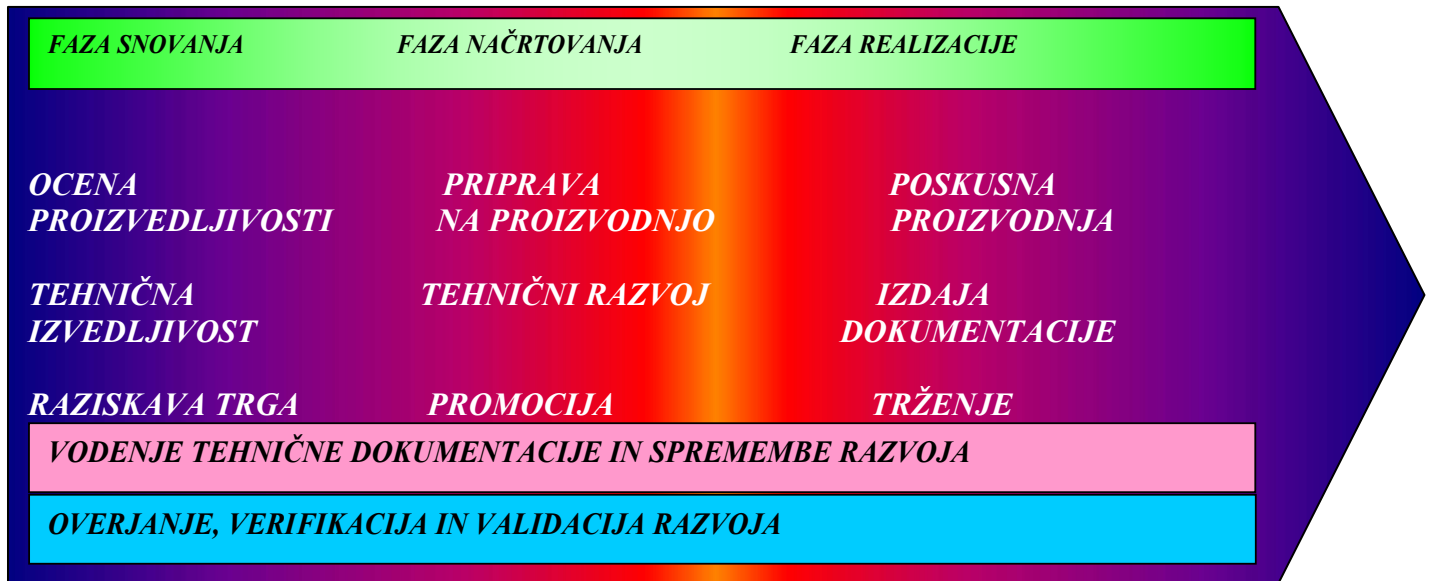 FAZA SNOVANJA FAZA NAČRTOVANJA FAZA REALIZACIJE
OCENA PRIPRAVA POSKUSNA
PROIZVEDLJIVOSTI NA PROIZVODNJO PROIZVODNJA
TEHNIČNA TEHNIČNI RAZVOJ IZDAJA
IZVEDLJIVOST DOKUMENTACIJE
RAZISKAVA TRGA PROMOCIJA TRŽENJE
VODENJE TEHNIČNE DOKUMENTACIJE IN SPREMEMBE RAZVOJA
OVERJANJE, VERIFIKACIJA IN VALIDACIJA RAZVOJA